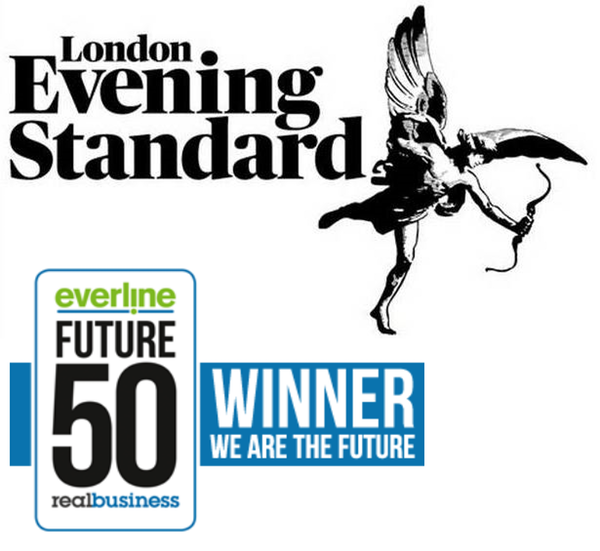 London
Evening
Standard
everline
FUTURE
50
realbusiness
WINNER
WE ARE THE FUTURE